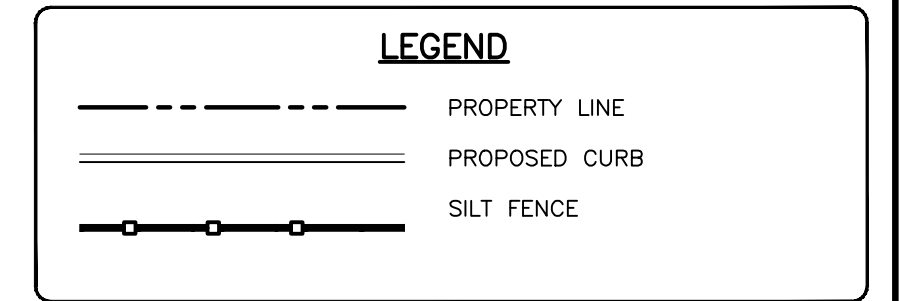 LEGEND
PROPERTY LINE
PROPOSED CURB
SILT FENCE